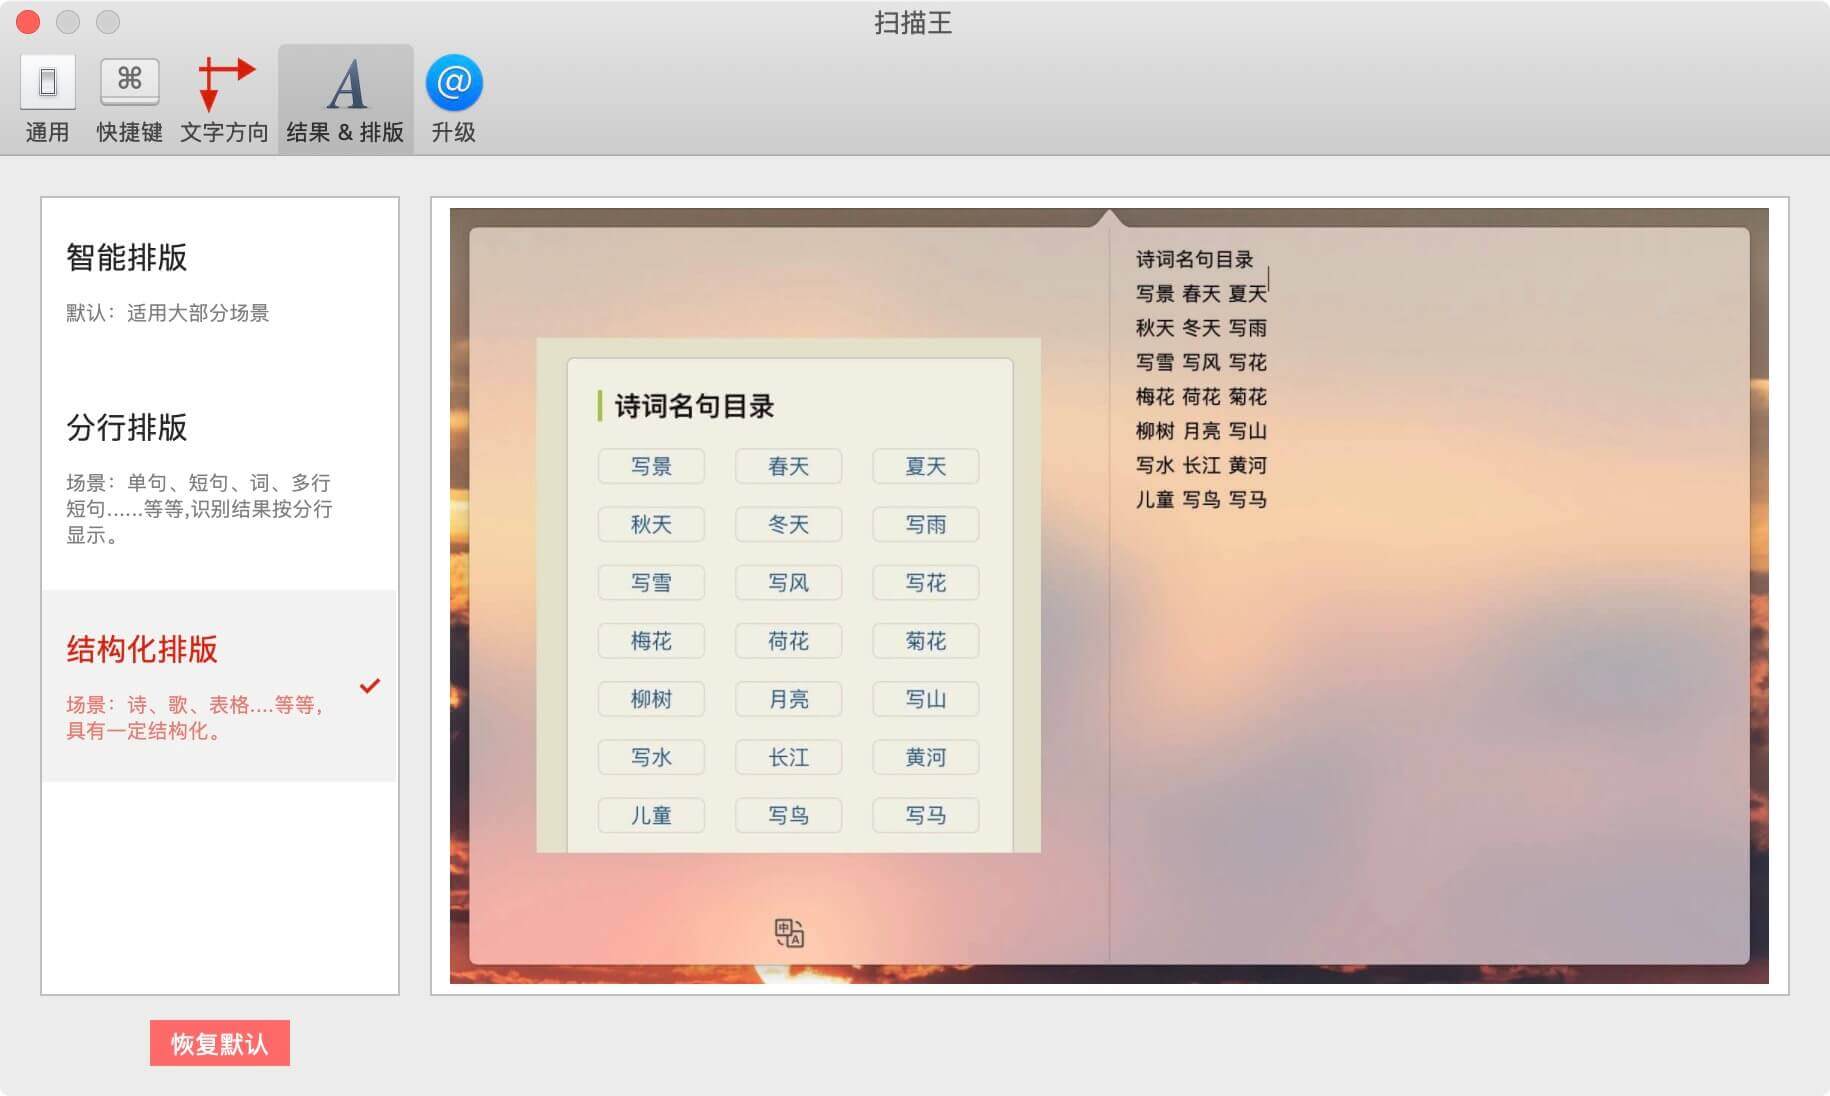 扫描王
通用
快捷键
文字方向
结果 & 排版
升级
智能排版
默认：适用大部分场景
分行排版
场景：单句、短句、词、多行
短句......等等,识别结果按分行
显示。
结构化排版
场景：诗、歌、表格....等等,
具有一定结构化。
恢复默认
诗词名句目录
写景 春天 夏天
秋天 冬天 写雨
写雪 写风 写花
梅花 荷花 菊花
柳树 月亮 写山
写水 长江 黄河
儿童 写鸟 写马
中
A
诗词名句目录
写景 春天 夏天
秋天 冬天 写雨
写雪 写风 写花
梅花 荷花 菊花
柳树 月亮 写山
写水 长江 黄河
儿童 写鸟 写马